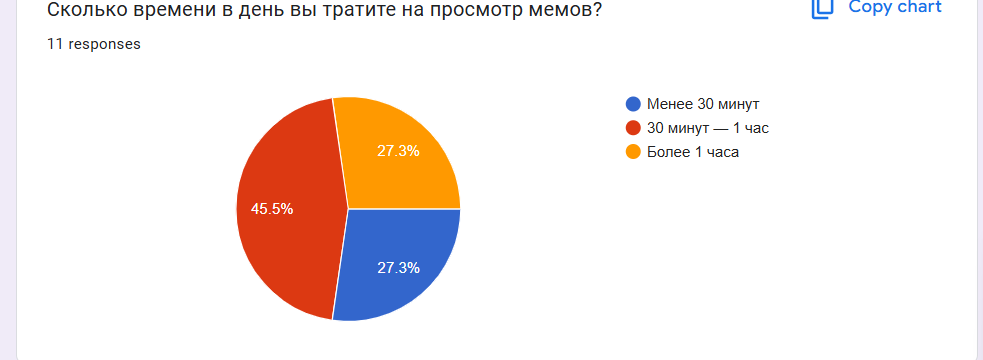 Сколько времени в день вы тратите на просмотр мемов?
Copy chart
11 responses
Менее 30 минут
30 минут — 1 час
Более 1 часа
27.3%
45.5%
27.3%